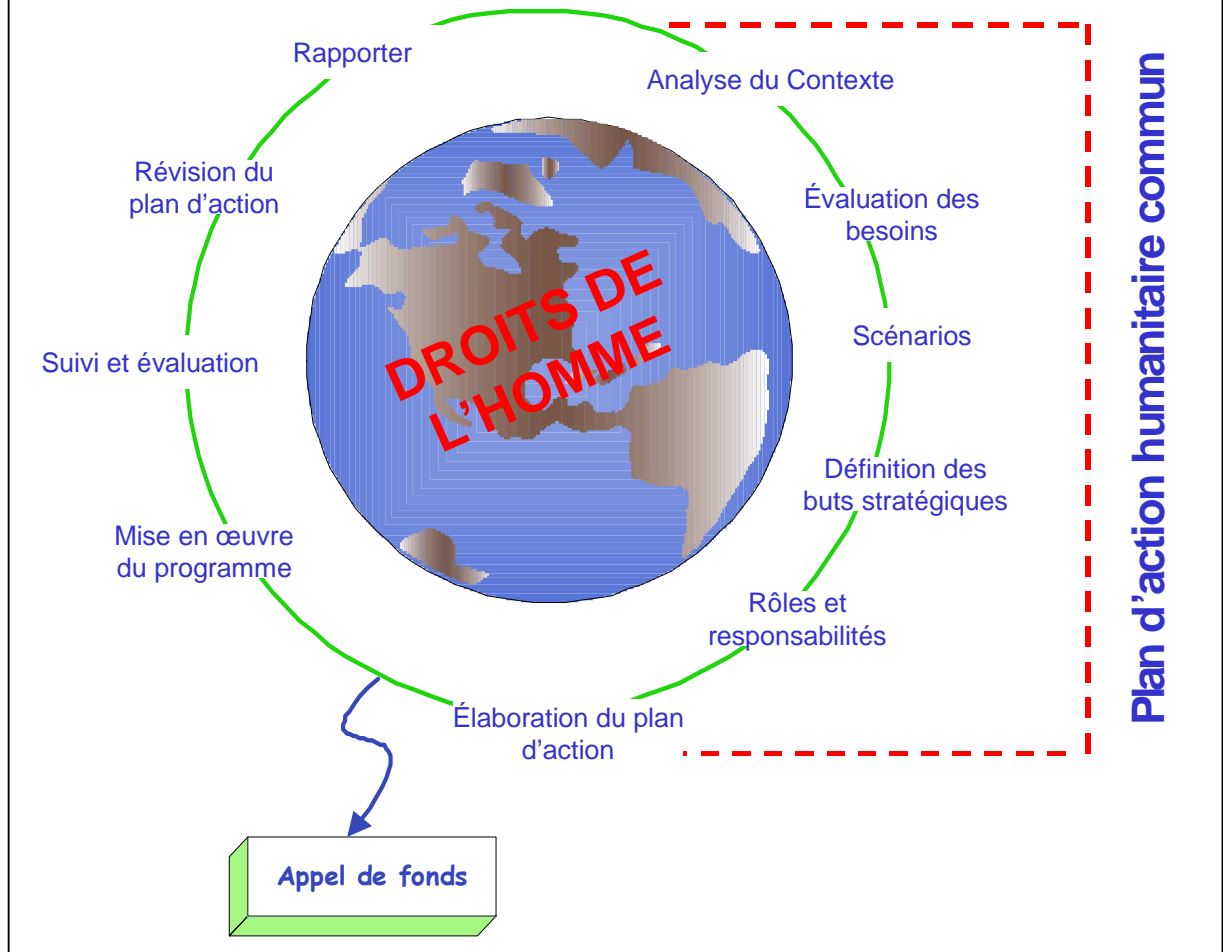 Rapporter
Analyse du Contexte
Évaluation des
besoins
Scénarios
Définition des
buts stratégiques
Rôles et
responsabilités
Élaboration du plan
d'action
Mise en œuvre
du programme
Suivi et évaluation
Révision du
plan d'action
DROITS DE
L'HOMME
Plan d'action humanitaire commun
Appel de fonds